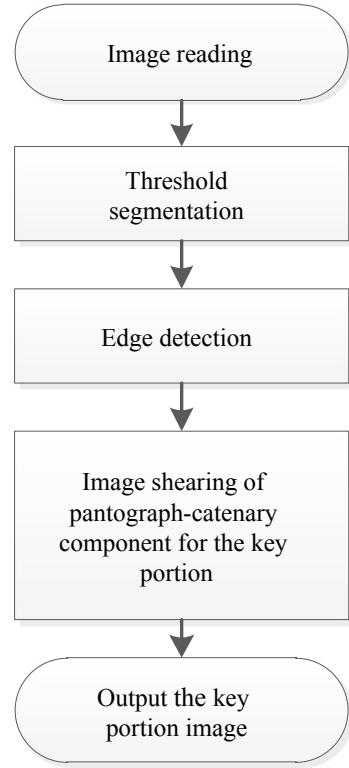 Image reading
Threshold
segmentation
Edge detection
Image shearing of
pantograph-catenary
component for the key
portion
Output the key
portion image